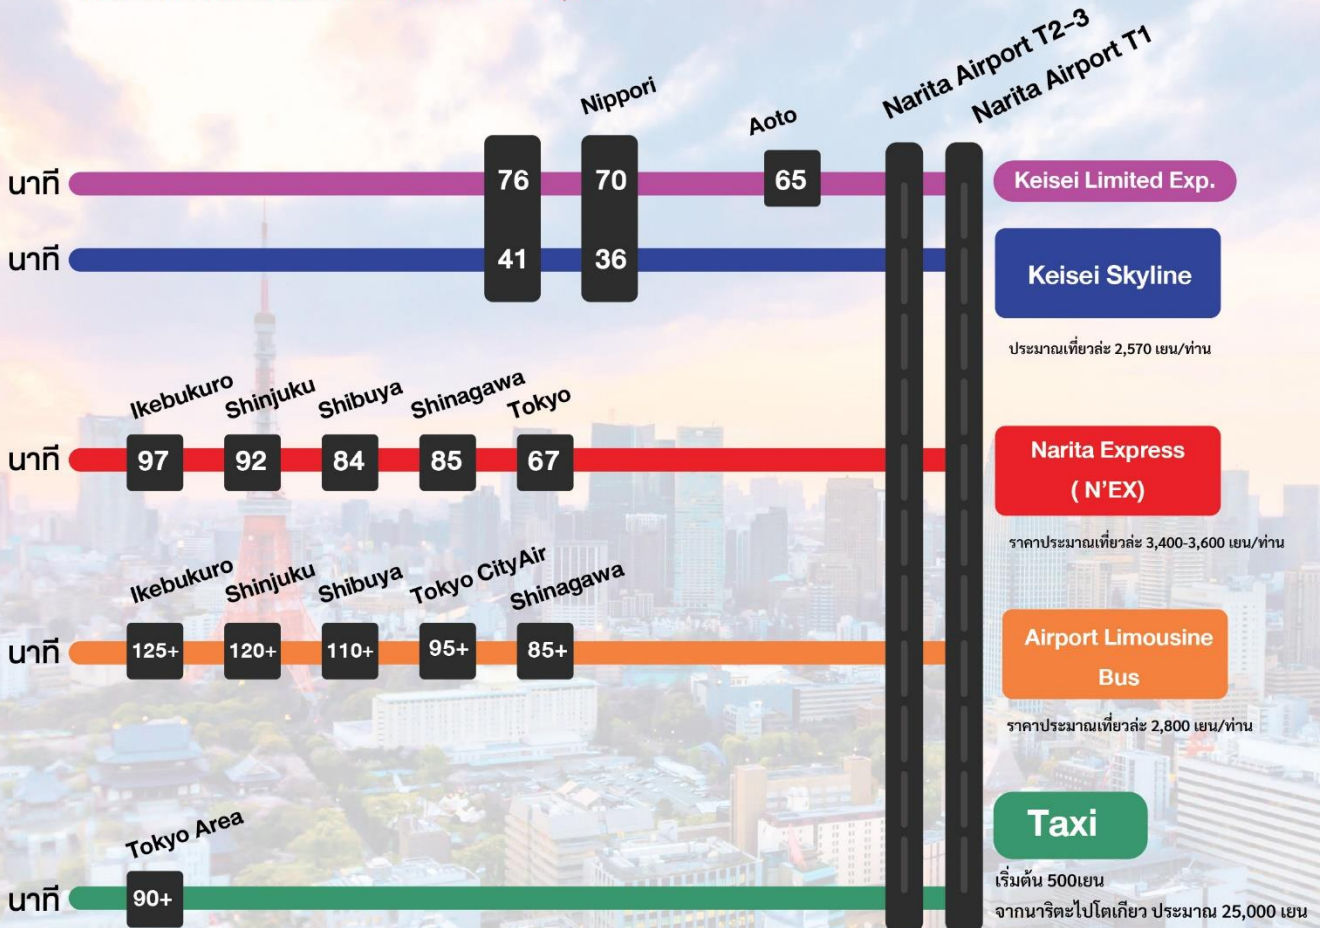 Narita Airport T2-3
Narita Airport T1
Nippori
Aoto
นาที
76
70
65
Keisei Limited Exp.
นาที
41
36
Keisei Skyline
ประมาณเที่ยวล่ะ 2,570 เยน/ท่าน
Ikebukuro
Shinjuku
Shibuya
Shinagawa
Tokyo
นาที
97
92
84
85
67
Narita Express
( N'EX)
ราคาประมาณเที่ยวล่ะ 3,400-3,600 เยน/ท่าน
Ikebukuro
Shinjuku
Shibuya
Tokyo CityAir
Shinagawa
นาที
125+
120+
110+
95+
85+
Airport Limousine
Bus
ราคาประมาณเที่ยวล่ะ 2,800 เยน/ท่าน
Tokyo Area
นาที
90+
Taxi
เริ่มต้น 500เยน
จากนาริตะไปโตเกียว ประมาณ 25,000 เยน